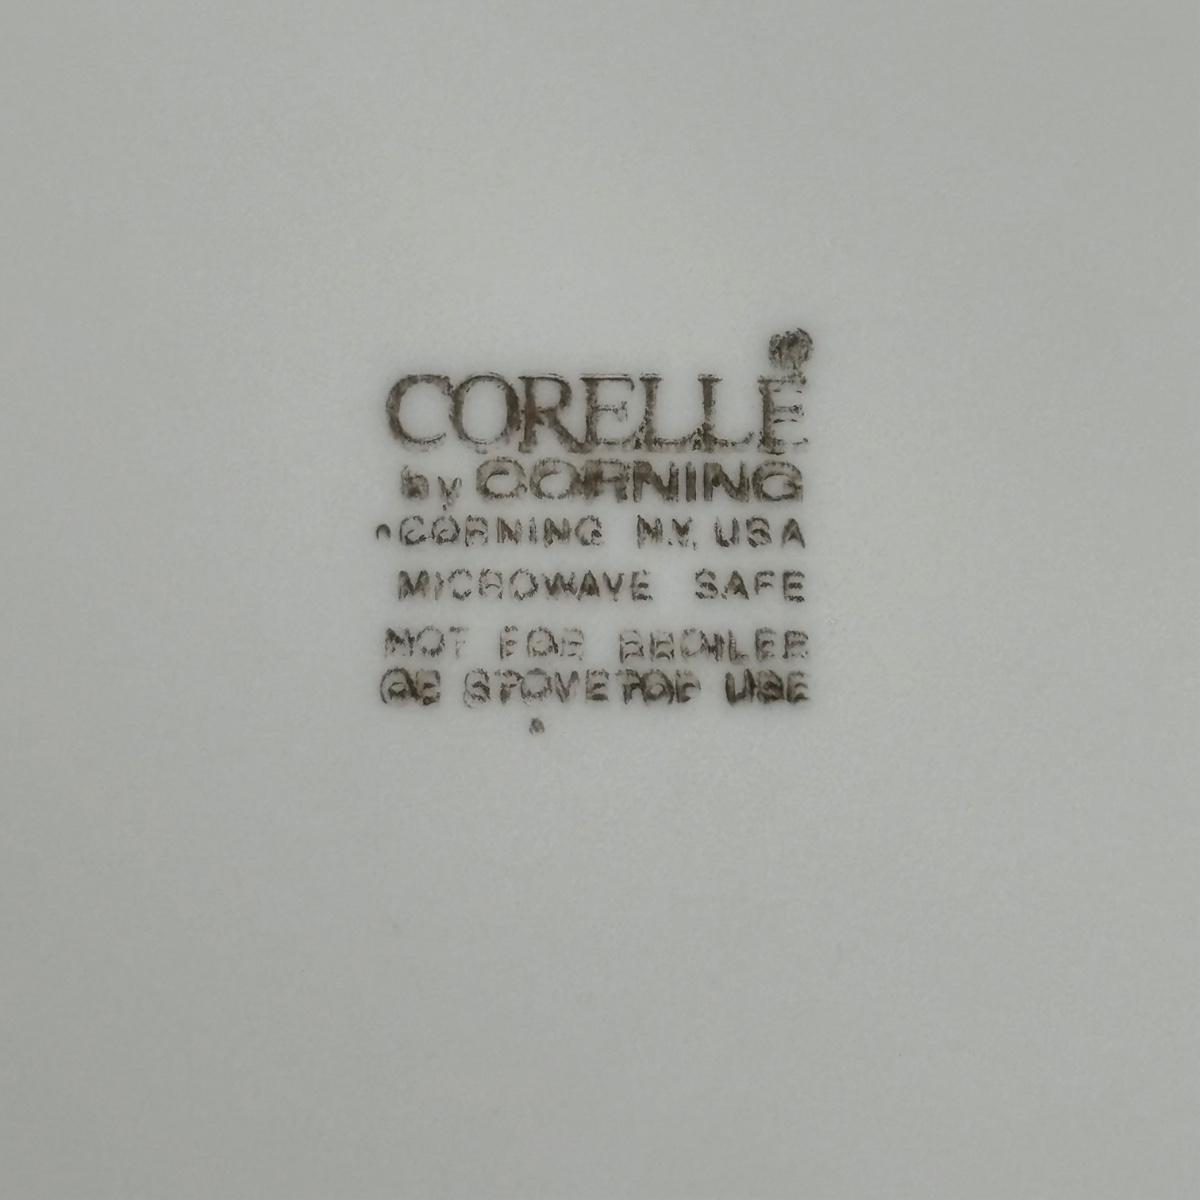 CORELLE®
by CORNING
CORNING N.Y. USA
MICROWAVE SAFE
NOT FOR BROILER
OR STOVETOP USE